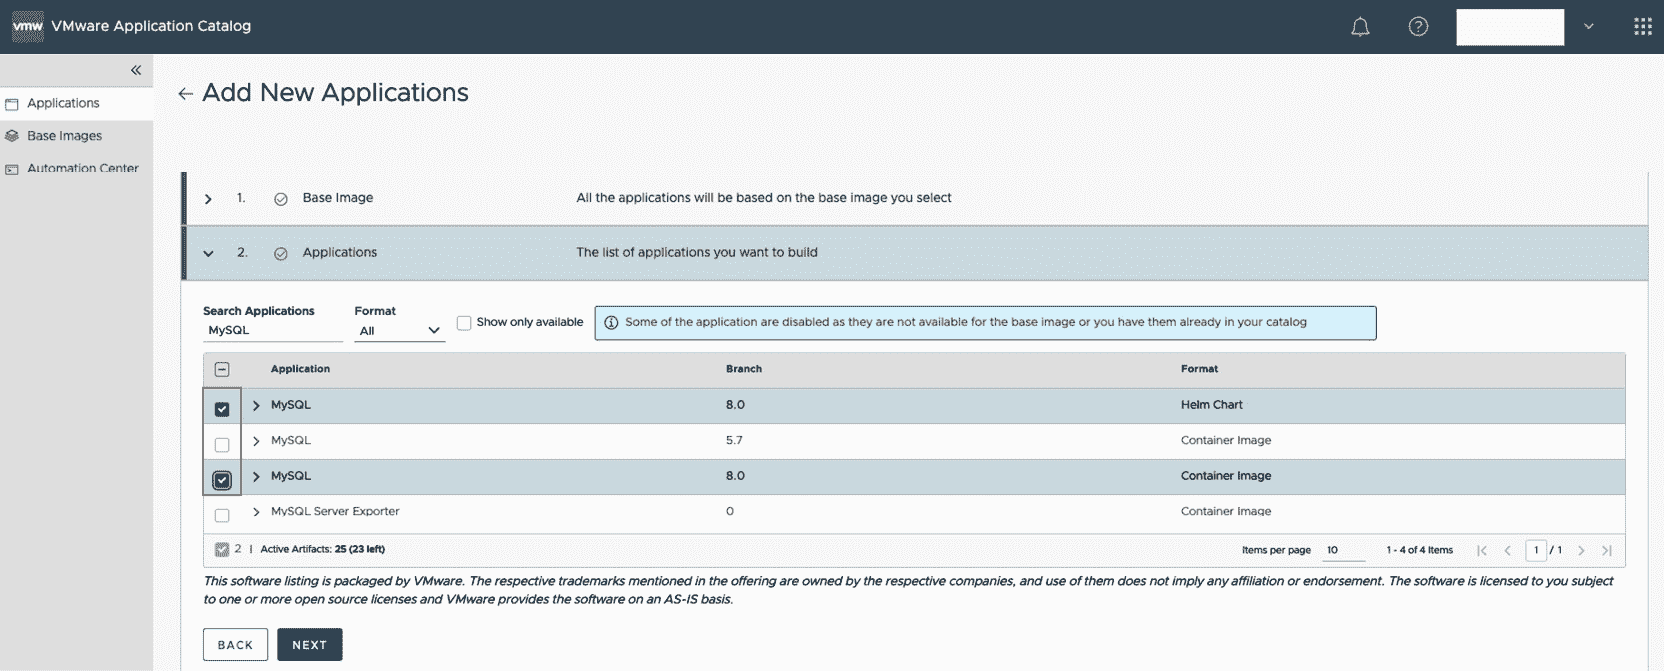 vmw VMware Application Catalog
Applications
Base Images
Automation Center
Add New Applications
1. Base Image All the applications will be based on the base image you select
2. Applications The list of applications you want to build
Search Applications Format
MySQL All Show only available Some of the application are disabled as they are not available for the base image or you have them already in your catalog
Application Branch Format
MySQL 8.0 Helm Chart
MySQL 5.7 Container Image
MySQL 8.0 Container Image
MySQL Server Exporter 0 Container Image
2 | Active Artifacts: 25 (23 left) Items per page 10 1 - 4 of 4 Items 1 / 1
This software listing is packaged by VMware. The respective trademarks mentioned in the offering are owned by the respective companies, and use of them does not imply any affiliation or endorsement. The software is licensed to you subject
to one or more open source licenses and VMware provides the software on an AS-IS basis.
BACK NEXT